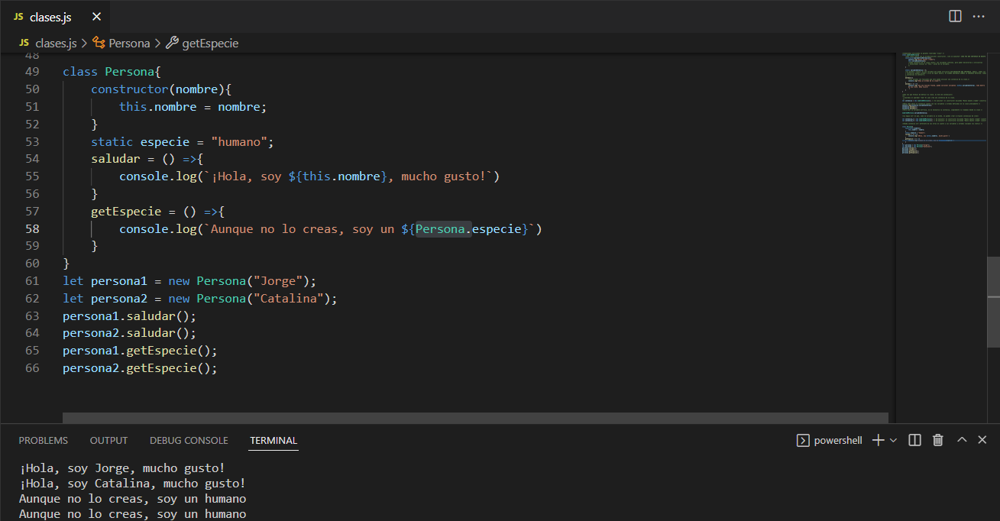 JS clases.js
JS clases.js > Persona > getEspecie
48
49 class Persona{
50 constructor(nombre){
51 this.nombre = nombre;
52 }
53 static especie = "humano";
54 saludar = () =>{
55 console.log(`¡Hola, soy ${this.nombre}, mucho gusto!`)
56 }
57 getEspecie = () =>{
58 console.log(`Aunque no lo creas, soy un ${Persona.especie}`)
59 }
60 }
61 let persona1 = new Persona("Jorge");
62 let persona2 = new Persona("Catalina");
63 persona1.saludar();
64 persona2.saludar();
65 persona1.getEspecie();
66 persona2.getEspecie();
PROBLEMS OUTPUT DEBUG CONSOLE TERMINAL powershell
¡Hola, soy Jorge, mucho gusto!
¡Hola, soy Catalina, mucho gusto!
Aunque no lo creas, soy un humano
Aunque no lo creas, soy un humano